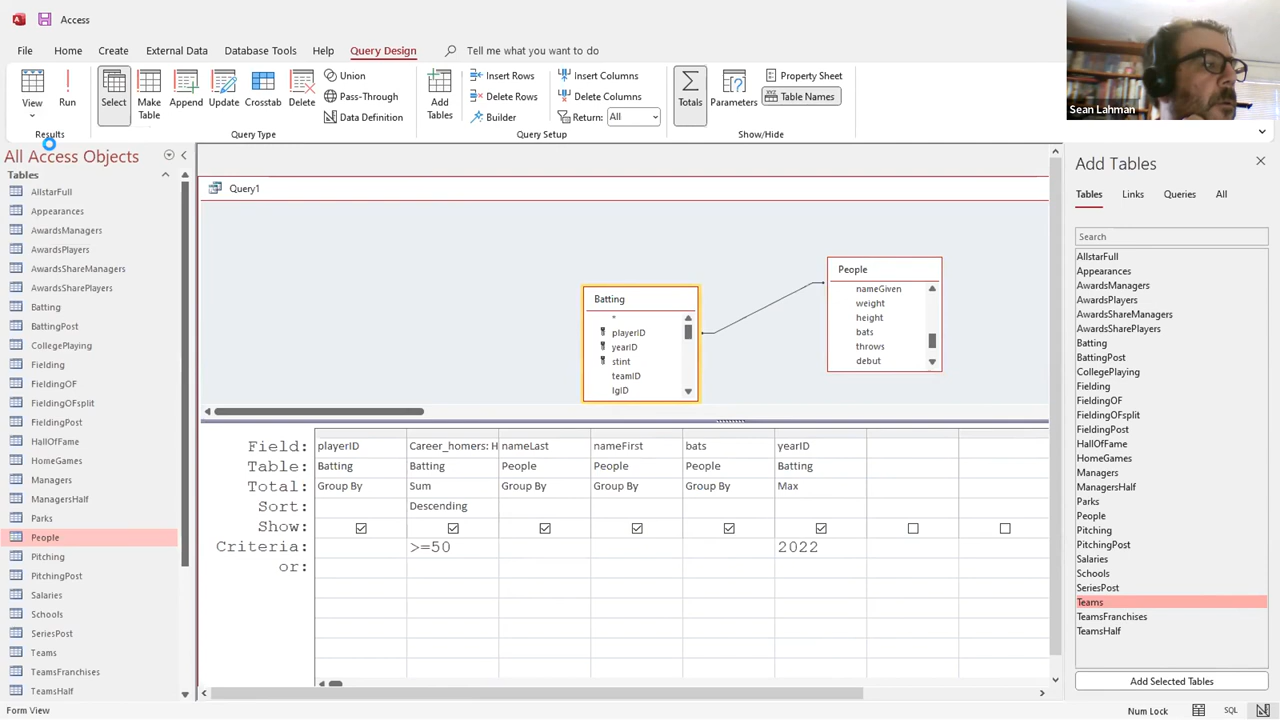 Access
File Home Create External Data Database Tools Help Query Design Tell me what you want to do
View Run
Select Make Table Append Update Crosstab Delete
Union
Pass-Through
Data Definition
Add Tables
Insert Rows
Delete Rows
Builder
Insert Columns
Delete Columns
Return: All
Totals Parameters
Property Sheet
Table Names
Results Query Type Query Setup Show/Hide
Sean Lahman
All Access Objects
Tables
AllstarFull
Appearances
AwardsManagers
AwardsPlayers
AwardsShareManagers
AwardsSharePlayers
Batting
BattingPost
CollegePlaying
Fielding
FieldingOF
FieldingOFsplit
FieldingPost
HallOfFame
HomeGames
Managers
ManagersHalf
Parks
People
Pitching
PitchingPost
Salaries
Schools
SeriesPost
Teams
TeamsFranchises
TeamsHalf
Query1
Batting
*
playerID
yearID
stint
teamID
lgID
People
nameGiven
weight
height
bats
throws
debut
Field: playerID Career_homers: H nameLast nameFirst bats yearID
Table: Batting Batting People People People Batting
Total: Group By Sum Group By Group By Group By Max
Sort: Descending
Show:
Criteria: >=50 2022
or:
Add Tables
Tables Links Queries All
Search
AllstarFull
Appearances
AwardsManagers
AwardsPlayers
AwardsShareManagers
AwardsSharePlayers
Batting
BattingPost
CollegePlaying
Fielding
FieldingOF
FieldingOFsplit
FieldingPost
HallOfFame
HomeGames
Managers
ManagersHalf
Parks
People
Pitching
PitchingPost
Salaries
Schools
SeriesPost
Teams
TeamsFranchises
TeamsHalf
Add Selected Tables
Form View Num Lock SQL